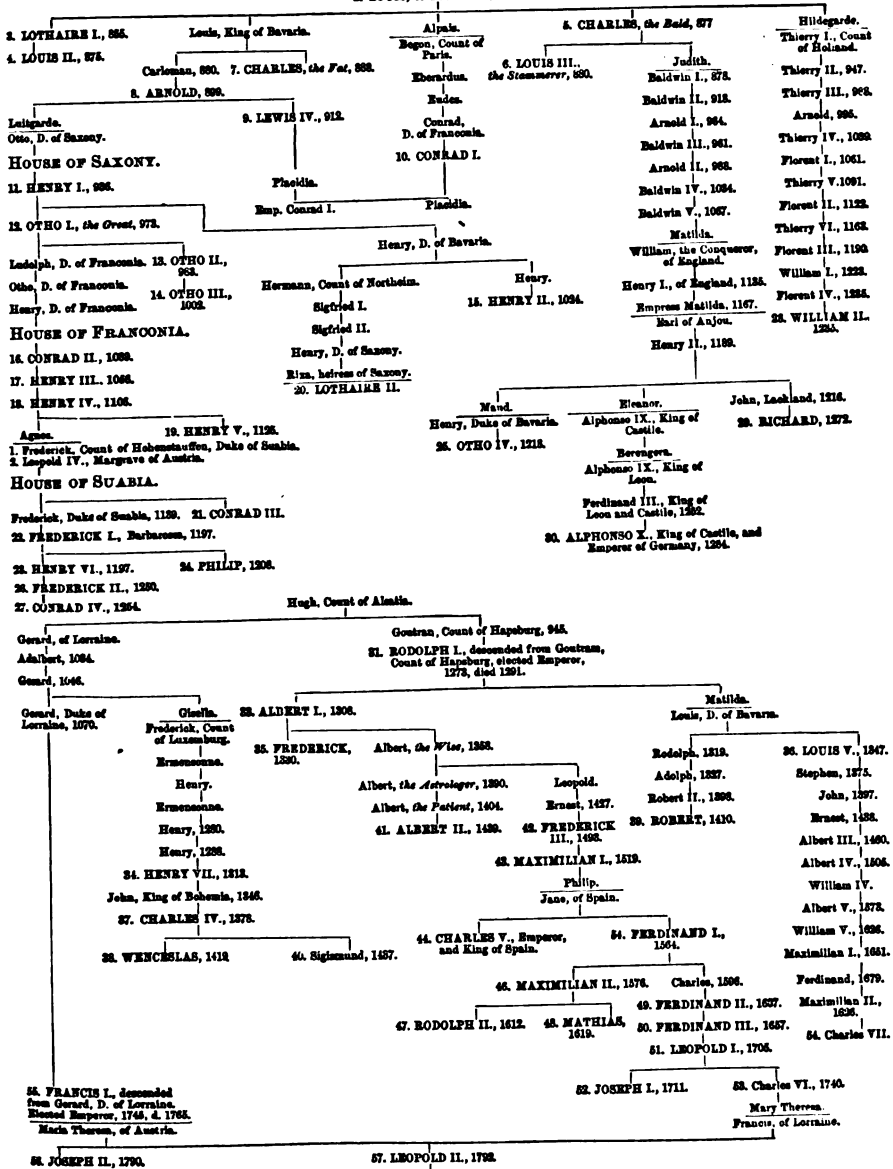 3. LOTHAIRE I., 855.
Louis, King of Bavaria.
Alpais.
Begon, Count of
Paris.
5. CHARLES, the Bald, 877
Hildegarde.
Thierry I., Count
of Holland.
4. LOUIS II., 875.
Carloman, 880. 7. CHARLES, the Fat, 888.
Eberardus.
6. LOUIS III.,
the Stammerer, 880.
Judith.
Baldwin I., 878.
Thierry II., 947.
8. ARNOLD, 899.
Eudes.
Baldwin II., 918.
Thierry III., 988.
Luitgarde.
Otto, D. of Saxony.
9. LEWIS IV., 912.
Conrad,
D. of Franconia.
Arnold I., 964.
Arnold, 995.
Baldwin III., 961.
Thierry IV., 1039.
HOUSE OF SAXONY.
10. CONRAD I.
Arnold II., 988.
Florent I., 1061.
11. HENRY I., 936.
Placidia.
Emp. Conrad I.
Placidia.
Baldwin IV., 1034.
Thierry V. 1091.
12. OTHO I., the Great, 973.
Baldwin V., 1067.
Florent II., 1122.
Henry, D. of Bavaria.
Matilda.
William, the Conqueror,
of England.
Thierry VI., 1163.
Ludolph, D. of Franconia. 13. OTHO II.,
983.
Florent III., 1190.
Otho, D. of Franconia.
Hermann, Count of Northeim.
Henry.
Henry I., of England, 1135.
William I., 1223.
Henry, D. of Franconia.
14. OTHO III.,
1002.
Sigfried I.
15. HENRY II., 1024.
Empress Matilda, 1167.
Earl of Anjou.
Florent IV., 1235.
HOUSE OF FRANCONIA.
Sigfried II.
Henry II., 1189.
28. WILLIAM II.,
1255.
16. CONRAD II., 1039.
Henry, D. of Saxony.
17. HENRY III. 1056.
Rixa, heiress of Saxony.
20. LOTHAIRE II.
18. HENRY IV., 1106.
Agnes.
19. HENRY V., 1125.
1. Frederick, Count of Hohenstauffen, Duke of Suabia.
2. Leopold IV., Margrave of Austria.
Maud.
Henry, Duke of Bavaria.
Eleanor.
Alphonso IX., King of
Castile.
John, Lackland, 1216.
25. OTHO IV., 1218.
29. RICHARD, 1272.
HOUSE OF SUABIA.
Berengera.
Alphonso IX., King of
Leon.
Frederick, Duke of Suabia, 1139. 21. CONRAD III.
Ferdinand III., King of
Leon and Castile, 1252.
22. FREDERICK I., Barbarossa, 1197.
30. ALPHONSO X., King of Castile, and
Emperor of Germany, 1284.
23. HENRY VI., 1197.
24. PHILIP, 1208.
26. FREDERICK II., 1250.
27. CONRAD IV., 1254.
Hugh, Count of Alsatia.
Gerard, of Lorraine.
Goutran, Count of Hapsburg, 945.
Adalbert, 1034.
31. RODOLPH I., descended from Goutram,
Count of Hapsburg, elected Emperor,
1273, died 1291.
Gerard, 1046.
Gerard, Duke of
Lorraine, 1070.
Gisella.
Frederick, Count
of Luxemburg.
33. ALBERT I., 1308.
Matilda.
Louis, D. of Bavaria.
Ermensonne.
35. FREDERICK,
1330.
Albert, the Wise, 1358.
Rodolph, 1319.
36. LOUIS V., 1347.
Henry.
Albert, the Astrologer, 1390.
Leopold.
Adolph, 1327.
Stephen, 1375.
Ermensonne.
Albert, the Patient, 1404.
Ernest, 1427.
Robert II., 1398.
John, 1397.
Henry, 1280.
41. ALBERT II., 1439.
42. FREDERICK
III., 1493.
39. ROBERT, 1410.
Ernest, 1438.
Henry, 1288.
Albert III., 1460.
34. HENRY VII., 1313.
43. MAXIMILIAN I., 1519.
Albert IV., 1508.
John, King of Bohemia, 1346.
Philip.
Jane, of Spain.
William IV.
37. CHARLES IV., 1378.
Albert V., 1573.
38. WENCESLAS, 1419.
40. Sigismund, 1437.
44. CHARLES V., Emperor,
and King of Spain.
54. FERDINAND I.,
1564.
William V., 1626.
Maximilian I., 1651.
46. MAXIMILIAN II., 1576.
Charles, 1596.
Ferdinand, 1679.
47. RODOLPH II., 1612.
48. MATHIAS,
1619.
49. FERDINAND II., 1637.
Maximilian II.,
1626.
50. FERDINAND III., 1657.
54. Charles VII.
51. LEOPOLD I., 1705.
52. JOSEPH I., 1711.
53. Charles VI., 1740.
55. FRANCIS I., descended
from Gerard, D. of Lorraine.
Elected Emperor, 1745, d. 1765.
Maria Theresa, of Austria.
Mary Theresa.
Francis, of Lorraine.
56. JOSEPH II., 1790.
57. LEOPOLD II., 1792.